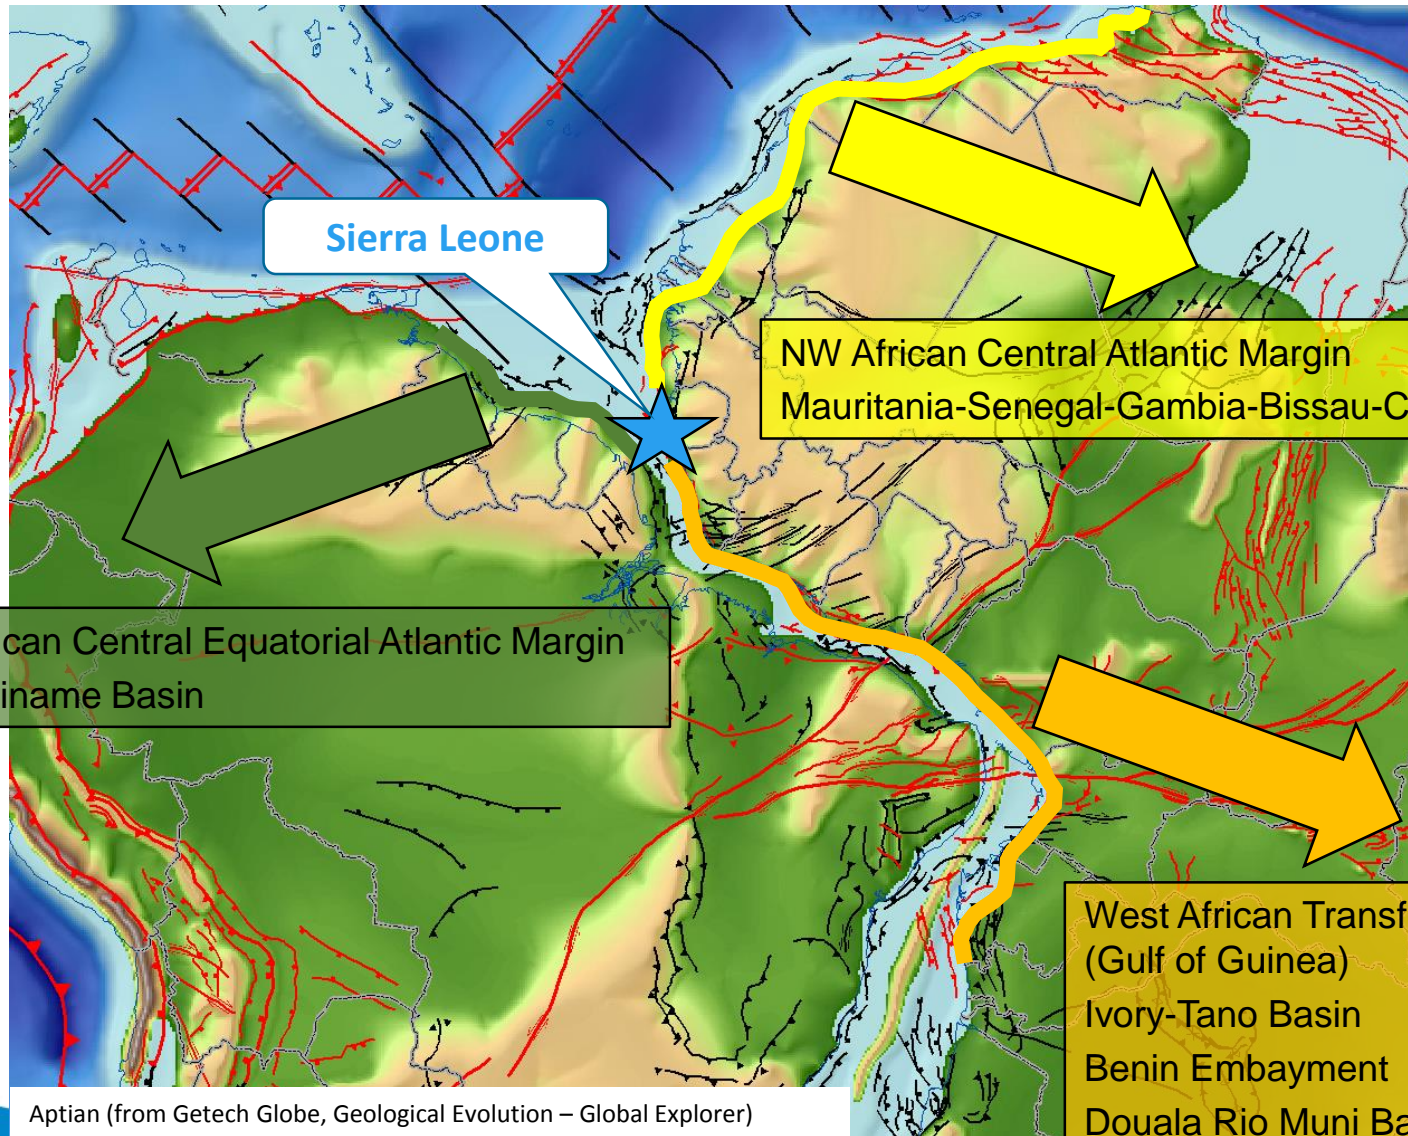 Sierra Leone
NW African Central Atlantic Margin
Mauritania-Senegal-Gambia-Bissau-C
can Central Equatorial Atlantic Margin
iname Basin
West African Transf
(Gulf of Guinea)
Ivory-Tano Basin
Benin Embayment
Douala Rio Muni Ba
Aptian (from Getech Globe, Geological Evolution – Global Explorer)